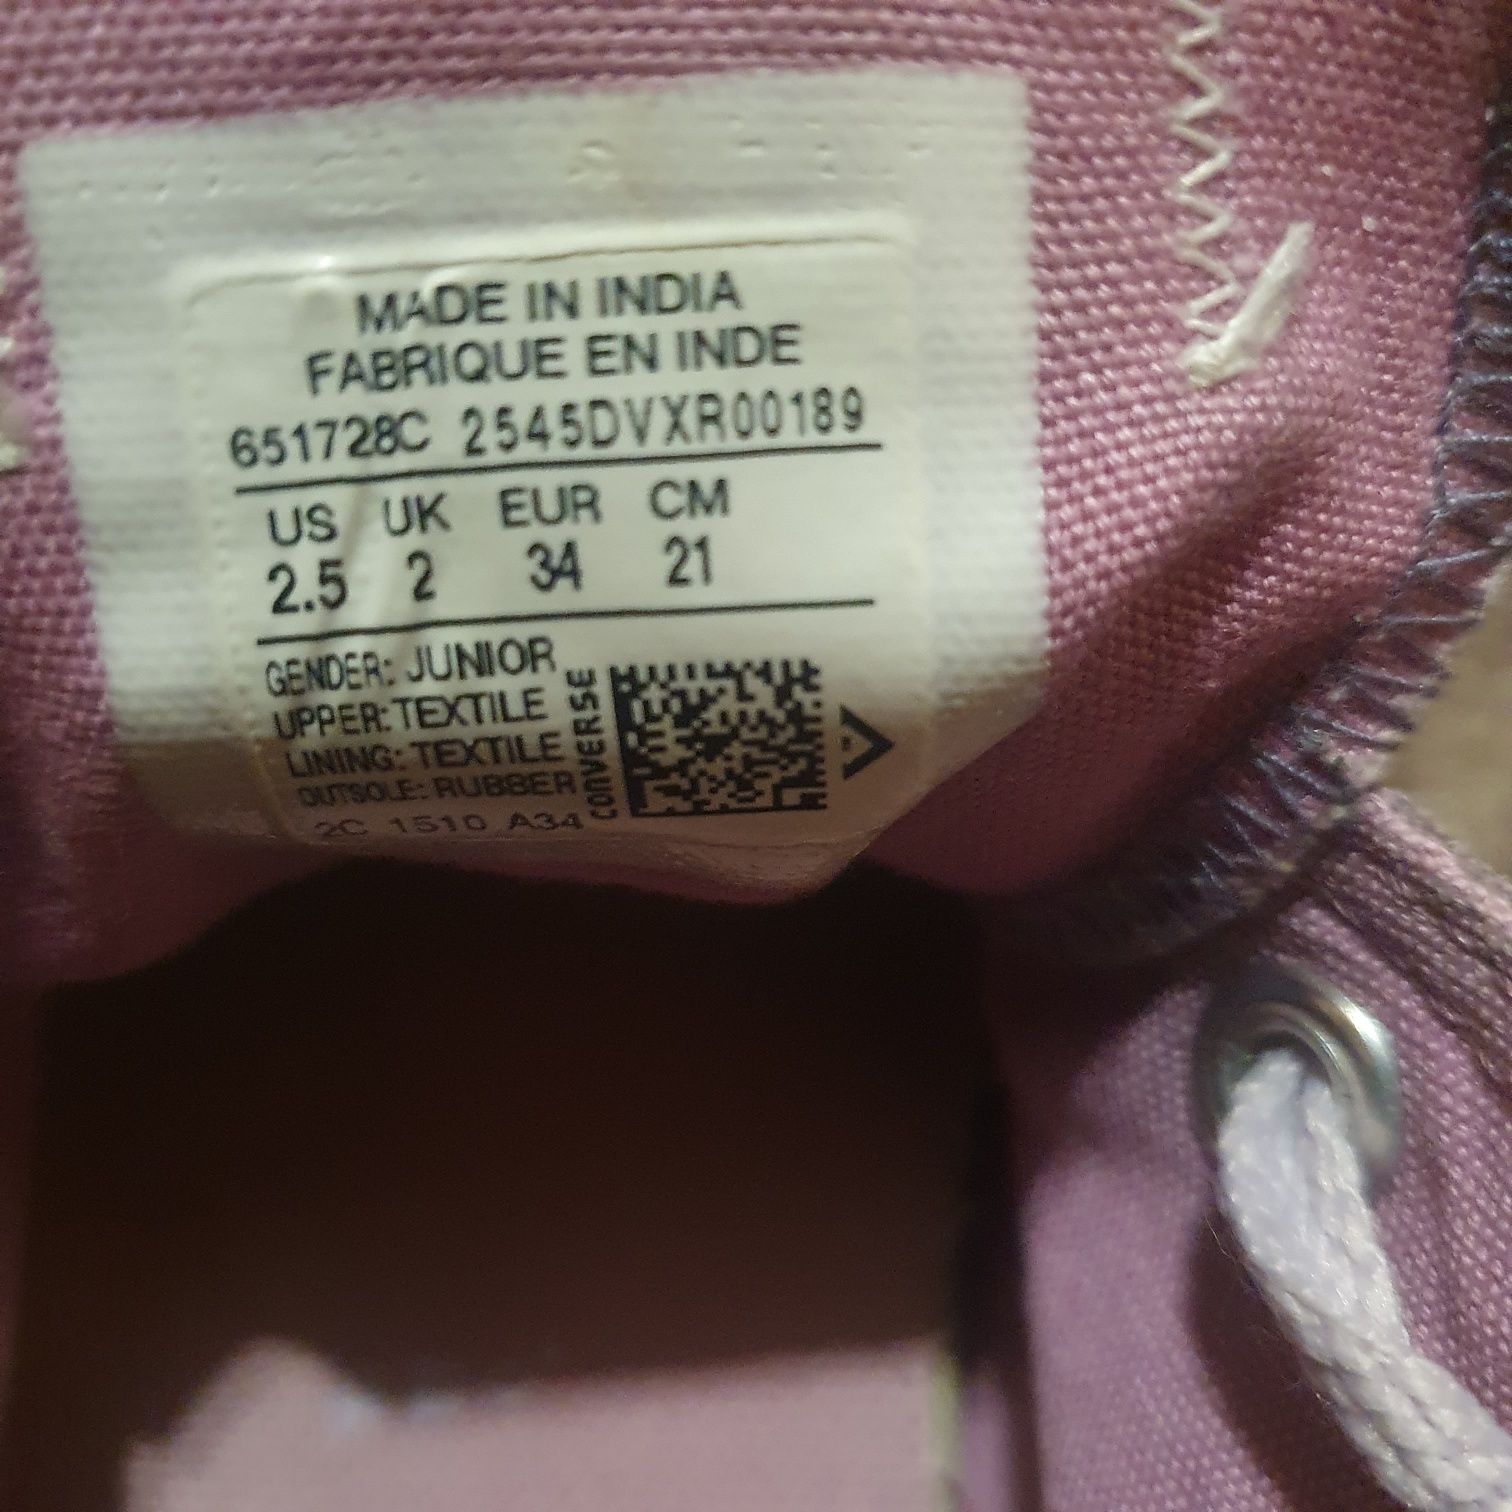 MADE IN INDIA
FABRIQUE EN INDE
651728C 2545DVXR00189
US UK EUR CM
2.5 2 34 21
GENDER: JUNIOR
UPPER: TEXTILE
LINING: TEXTILE
OUTSOLE: RUBBER
2C 1510 A34
CONVERSE